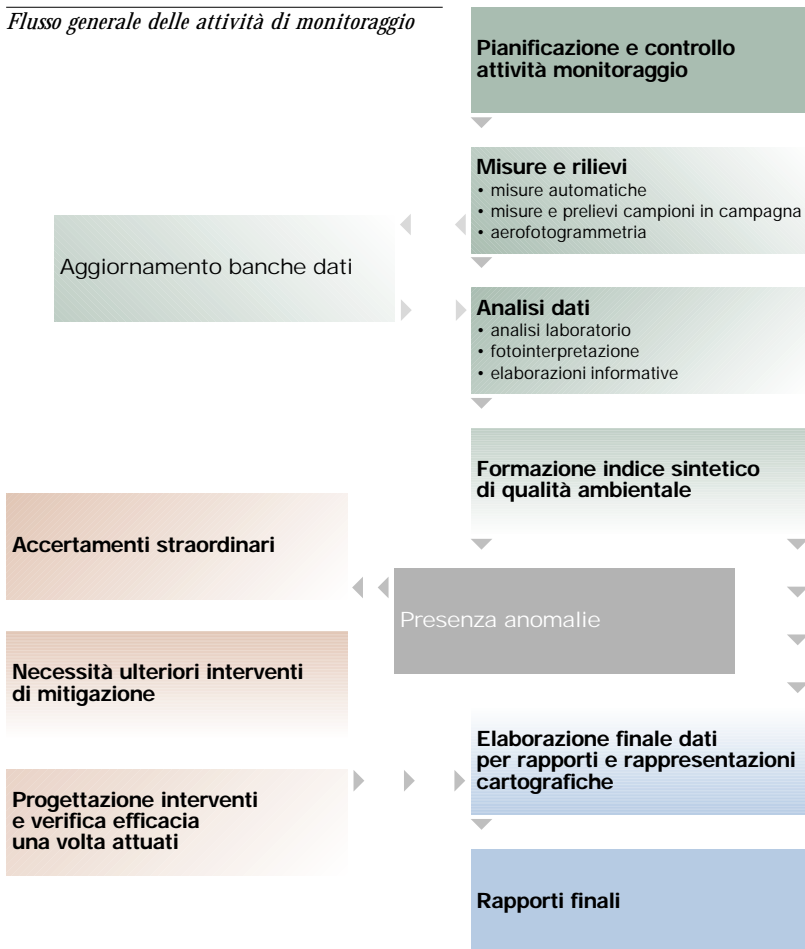 Flusso generale delle attività di monitoraggio
Pianificazione e controllo
attività monitoraggio
Misure e rilievi
• misure automatiche
• misure e prelievi campioni in campagna
• aerofotogrammetria
Aggiornamento banche dati
Analisi dati
• analisi laboratorio
• fotointerpretazione
• elaborazioni informative
Formazione indice sintetico
di qualità ambientale
Accertamenti straordinari
Presenza anomalie
Necessità ulteriori interventi
di mitigazione
Elaborazione finale dati
per rapporti e rappresentazioni
cartografiche
Progettazione interventi
e verifica efficacia
una volta attuati
Rapporti finali